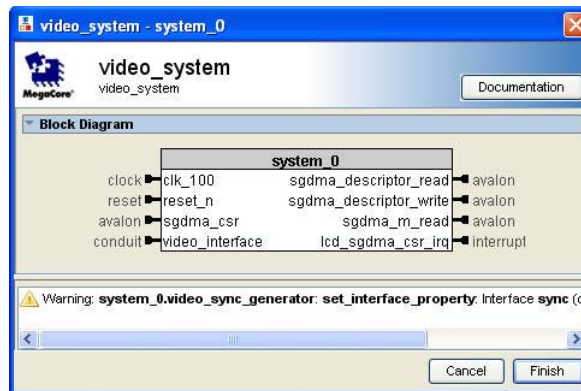 video_system - system_0
MegaCore®
video_system
video_system
Documentation
Block Diagram
system_0
clock clk_100 sgdma_descriptor_read avalon
reset reset_n sgdma_descriptor_write avalon
avalon sgdma_csr sgdma_m_read avalon
conduit video_interface lcd_sgdma_csr_irq interrupt
Warning: system_0.video_sync_generator: set_interface_property: Interface sync (c
Cancel Finish